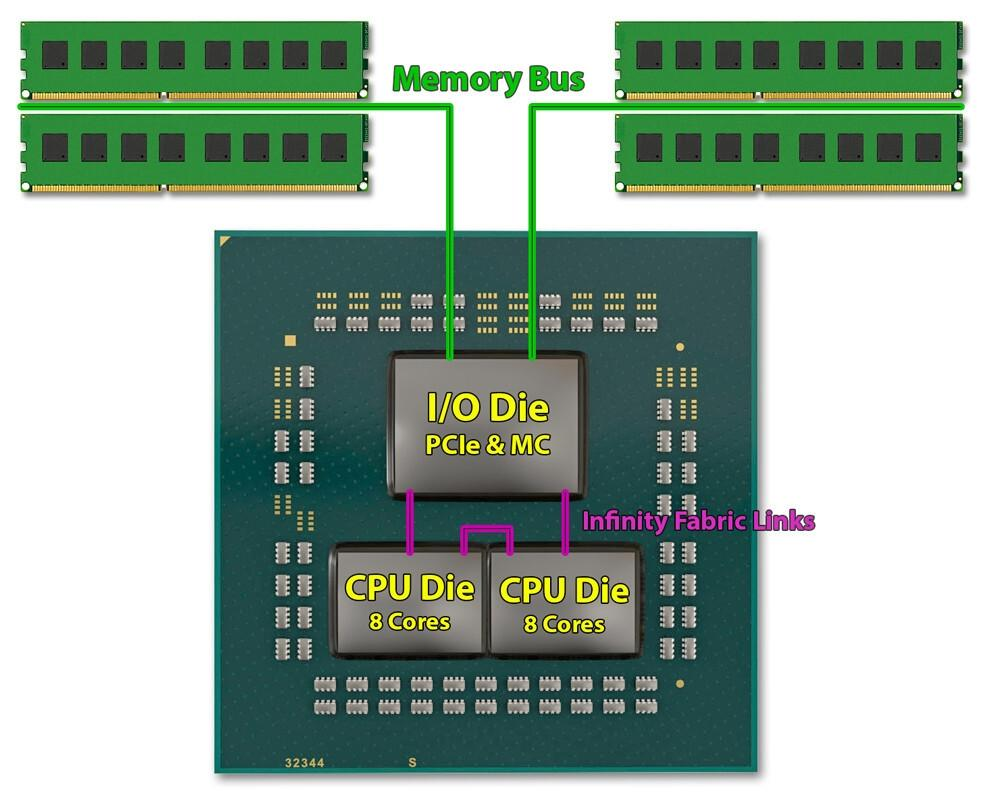 Memory Bus
I/O Die
PCIe & MC
Infinity Fabric Links
CPU Die
8 Cores
CPU Die
8 Cores
32344
S